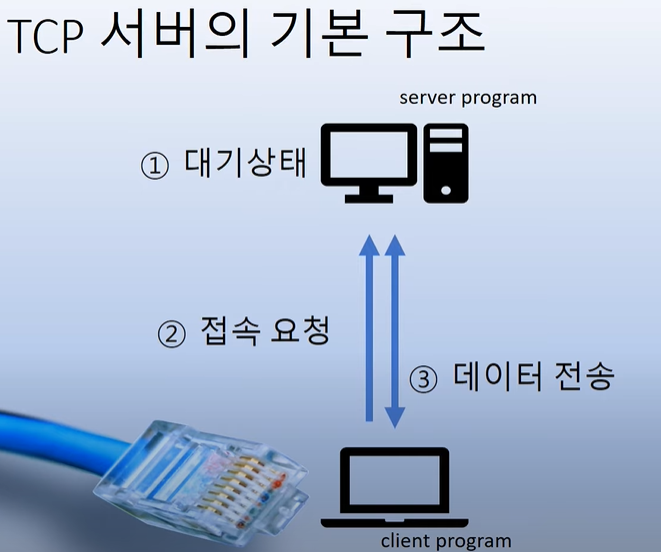 TCP 서버의 기본 구조
server program
① 대기상태
② 접속 요청
③ 데이터 전송
client program